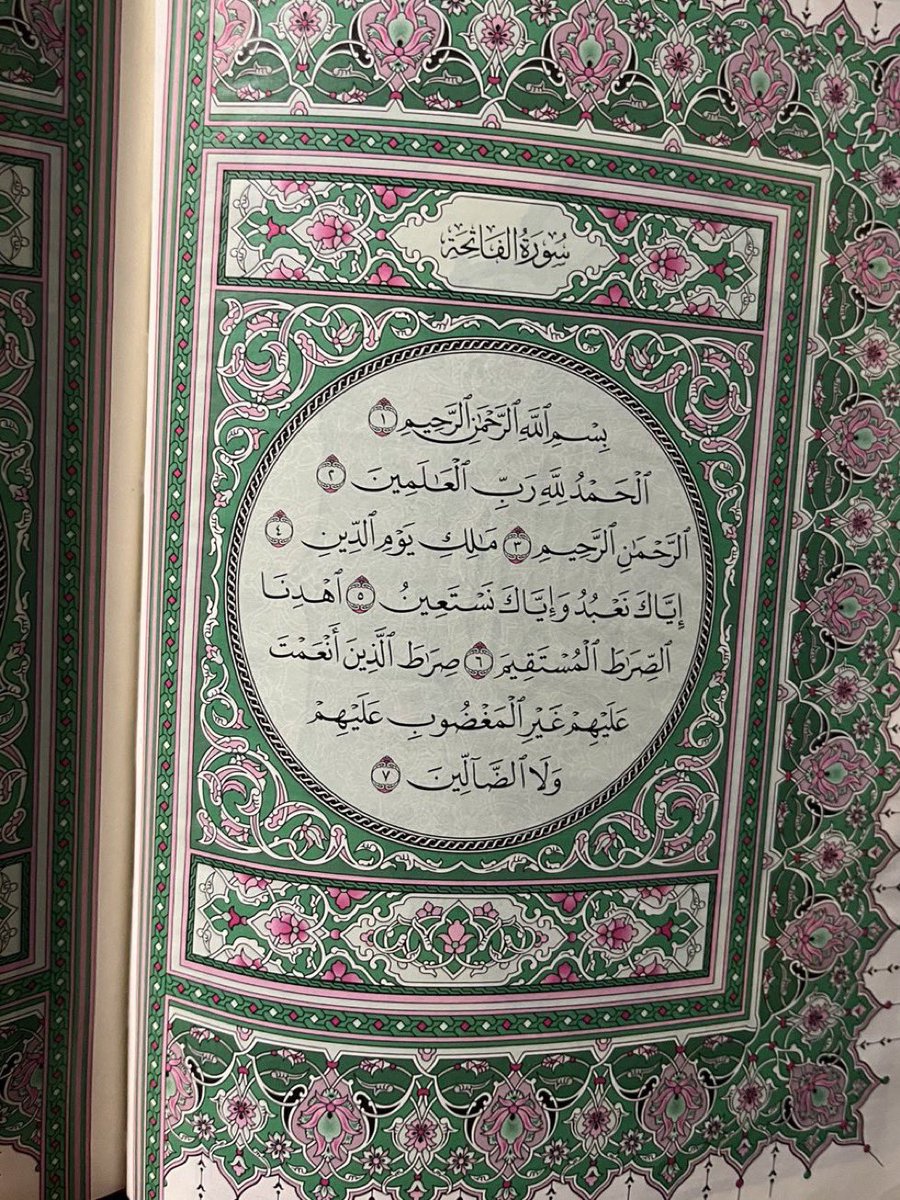 سُورَةُ الفَاتِحَةِ
بِسْمِ ٱللَّهِ ٱلرَّحْمَٰنِ ٱلرَّحِيمِ ١
ٱلْحَمْدُ لِلَّهِ رَبِّ ٱلْعَٰلَمِينَ ٢
ٱلرَّحْمَٰنِ ٱلرَّحِيمِ ٣ مَٰلِكِ يَوْمِ ٱلدِّينِ ٤
إِيَّاكَ نَعْبُدُ وَإِيَّاكَ نَسْتَعِينُ ٥ ٱهْدِنَا
ٱلصِّرَٰطَ ٱلْمُسْتَقِيمَ ٦ صِرَٰطَ ٱلَّذِينَ أَنْعَمْتَ
عَلَيْهِمْ غَيْرِ ٱلْمَغْضُوبِ عَلَيْهِمْ
وَلَا ٱلضَّآلِّينَ ٧